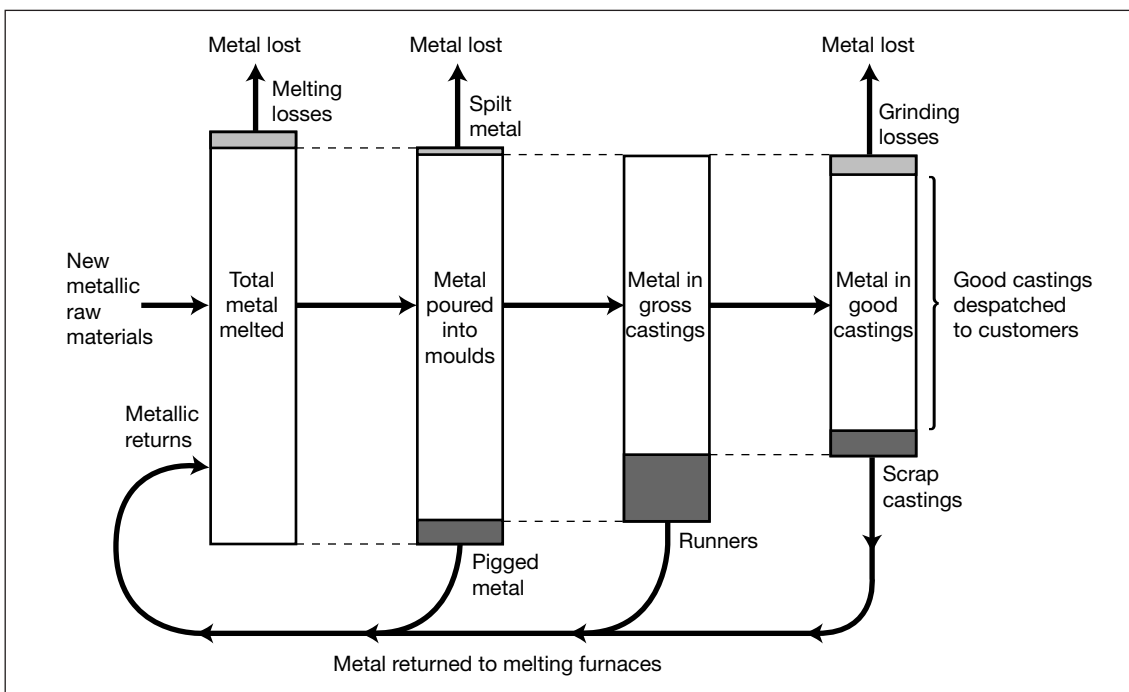 Metal lost
Metal lost
Metal lost
Melting
losses
Spilt
metal
Grinding
losses
New
metallic
raw
materials
Total
metal
melted
Metal
poured
into
moulds
Metal in
gross
castings
Metal in
good
castings
Good castings
despatched
to customers
Metallic
returns
Pigged
metal
Runners
Scrap
castings
Metal returned to melting furnaces